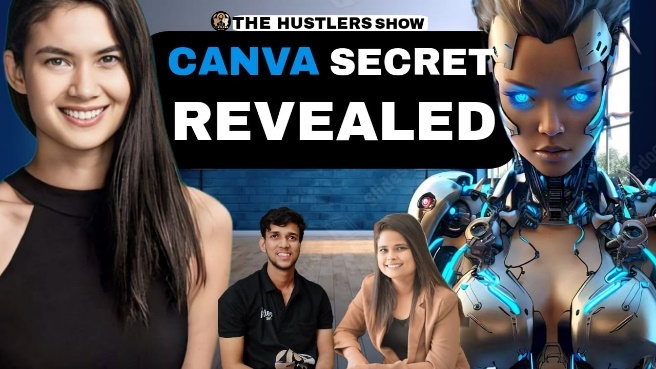 THE HUSTLERS SHOW
CANVA SECRET
REVEALED